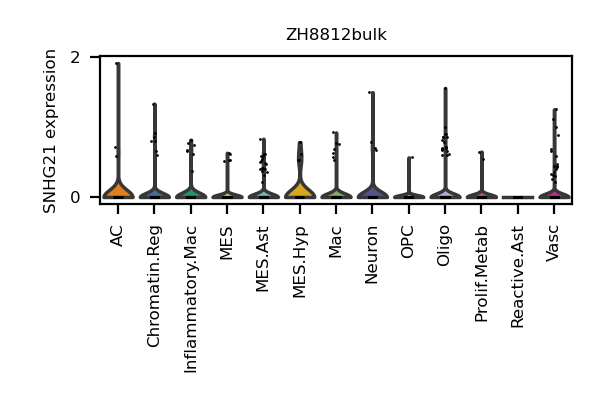 ZH8812bulk
SNHG21 expression
2
0
AC
Chromatin.Reg
Inflammatory.Mac
MES
MES.Ast
MES.Hyp
Mac
Neuron
OPC
Oligo
Prolif.Metab
Reactive.Ast
Vasc